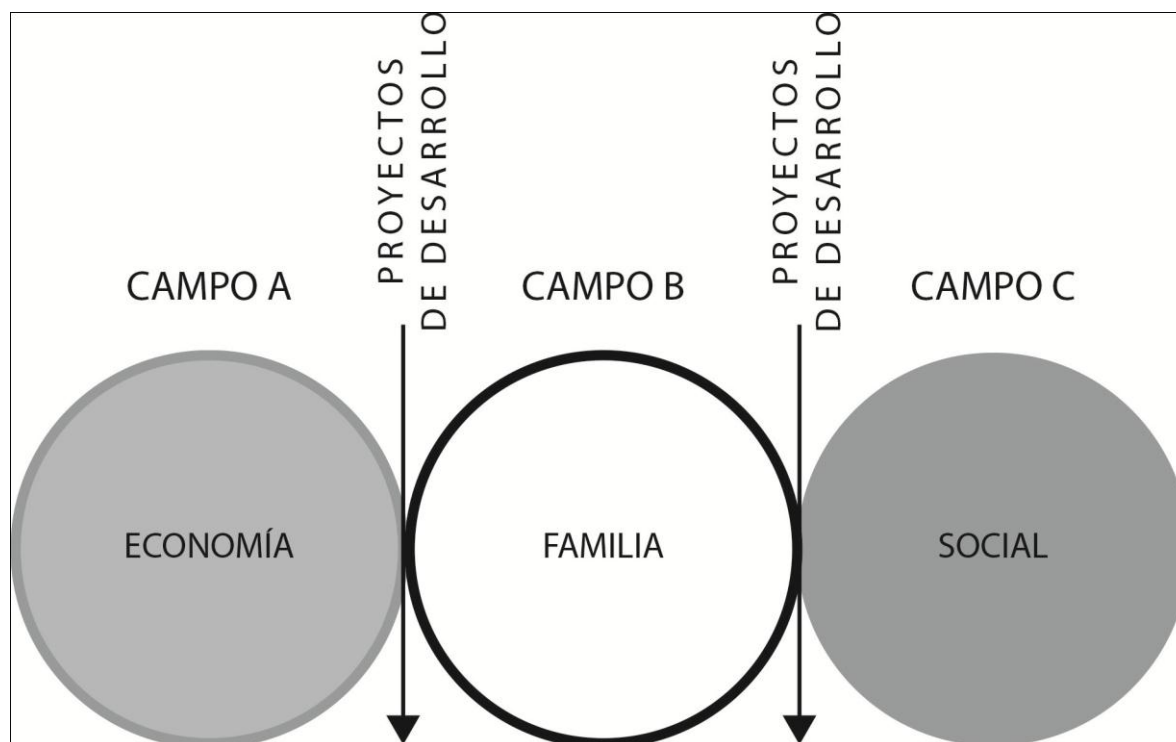 PROYECTOS
DE DESARROLLO
PROYECTOS
DE DESARROLLO
CAMPO A
CAMPO B
CAMPO C
ECONOMÍA
FAMILIA
SOCIAL